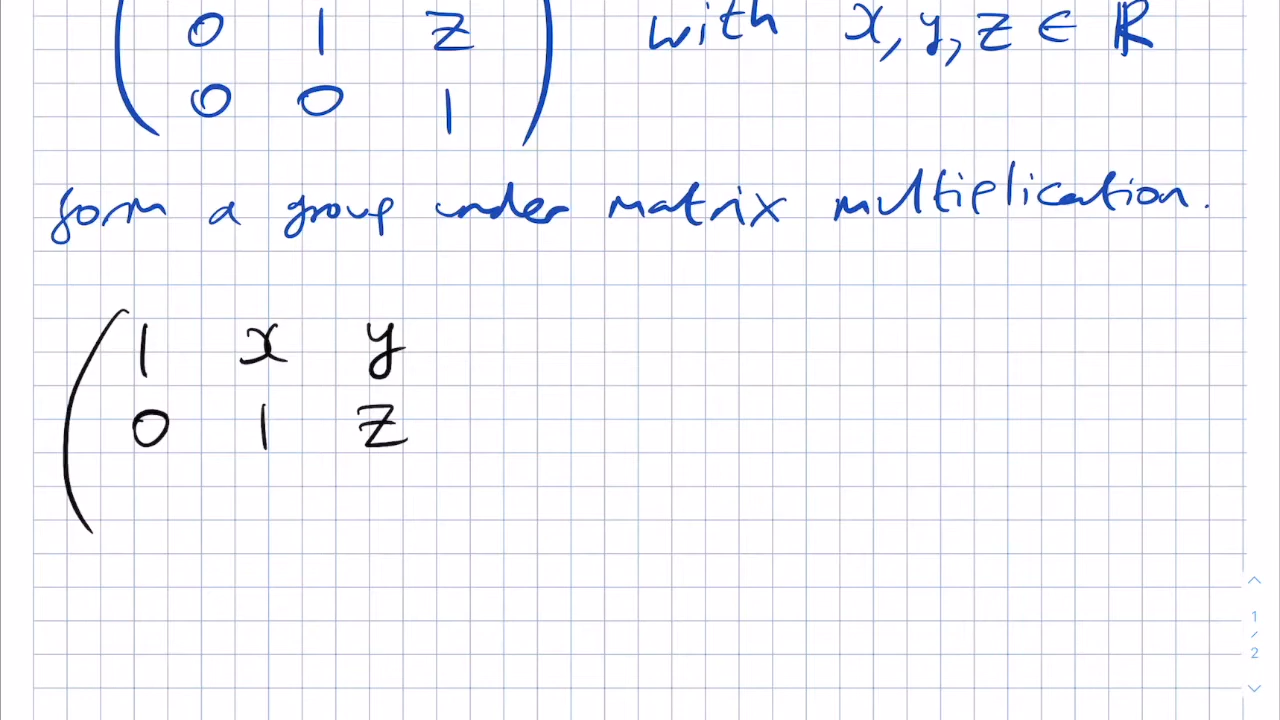 ( 0 1 z ) with x, y, z ∈ ℝ
0 0 1
form a group under matrix multiplication.
( 1 x y
0 1 z
1
/
2